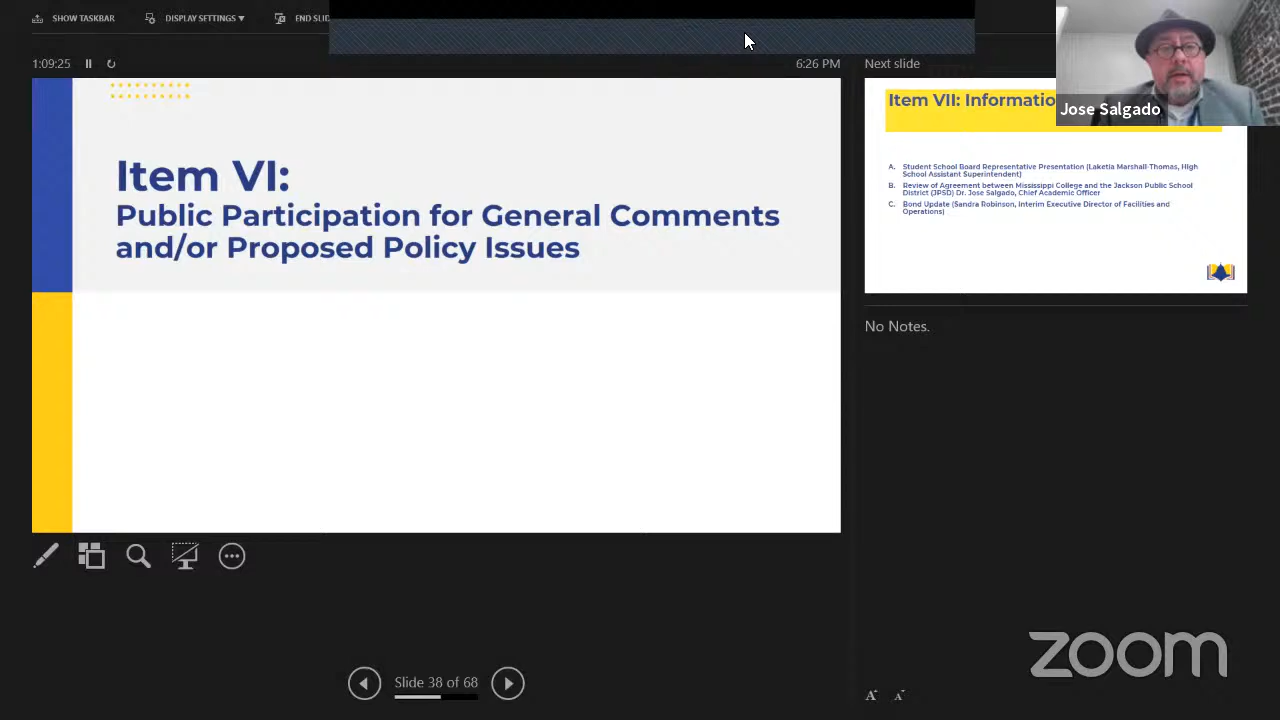 SHOW TASKBAR
DISPLAY SETTINGS ▼
END
1:09:25
6:26 PM
Item VI:
Public Participation for General Comments
and/or Proposed Policy Issues
Slide 38 of 68
Next slide
Item VII:
Jose Salgado
A. Student School Board Representative Presentation (Laketia Marshall-Thomas, High
School Assistant Superintendent)
B. Review of Agreement between Mississippi College and the Jackson Public School
District (JPSD) Dr. Jose Salgado, Chief Academic Officer
C. Bond Update (Sandra Robinson, Interim Executive Director of Facilities and
Operations)
No Notes.
zoom
A A